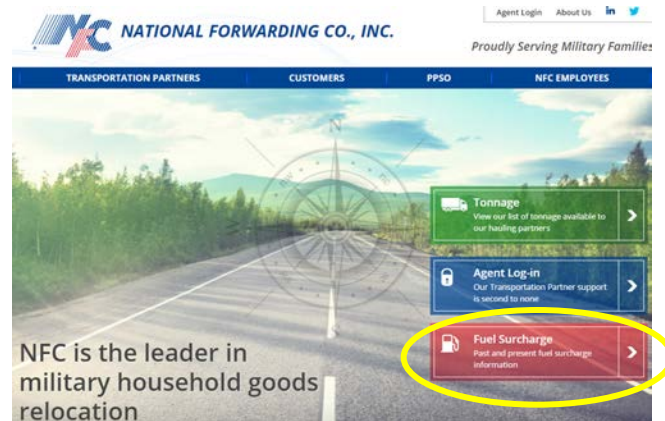 Agent Login About Us in
NFC NATIONAL FORWARDING CO., INC.
Proudly Serving Military Families
TRANSPORTATION PARTNERS CUSTOMERS PPSO NFC EMPLOYEES
N
Tonnage
View our list of tonnage available to
our hauling partners
Agent Log-in
Our Transportation Partner support
is second to none
Fuel Surcharge
Past and present fuel surcharge
information
NFC is the leader in
military household goods
relocation